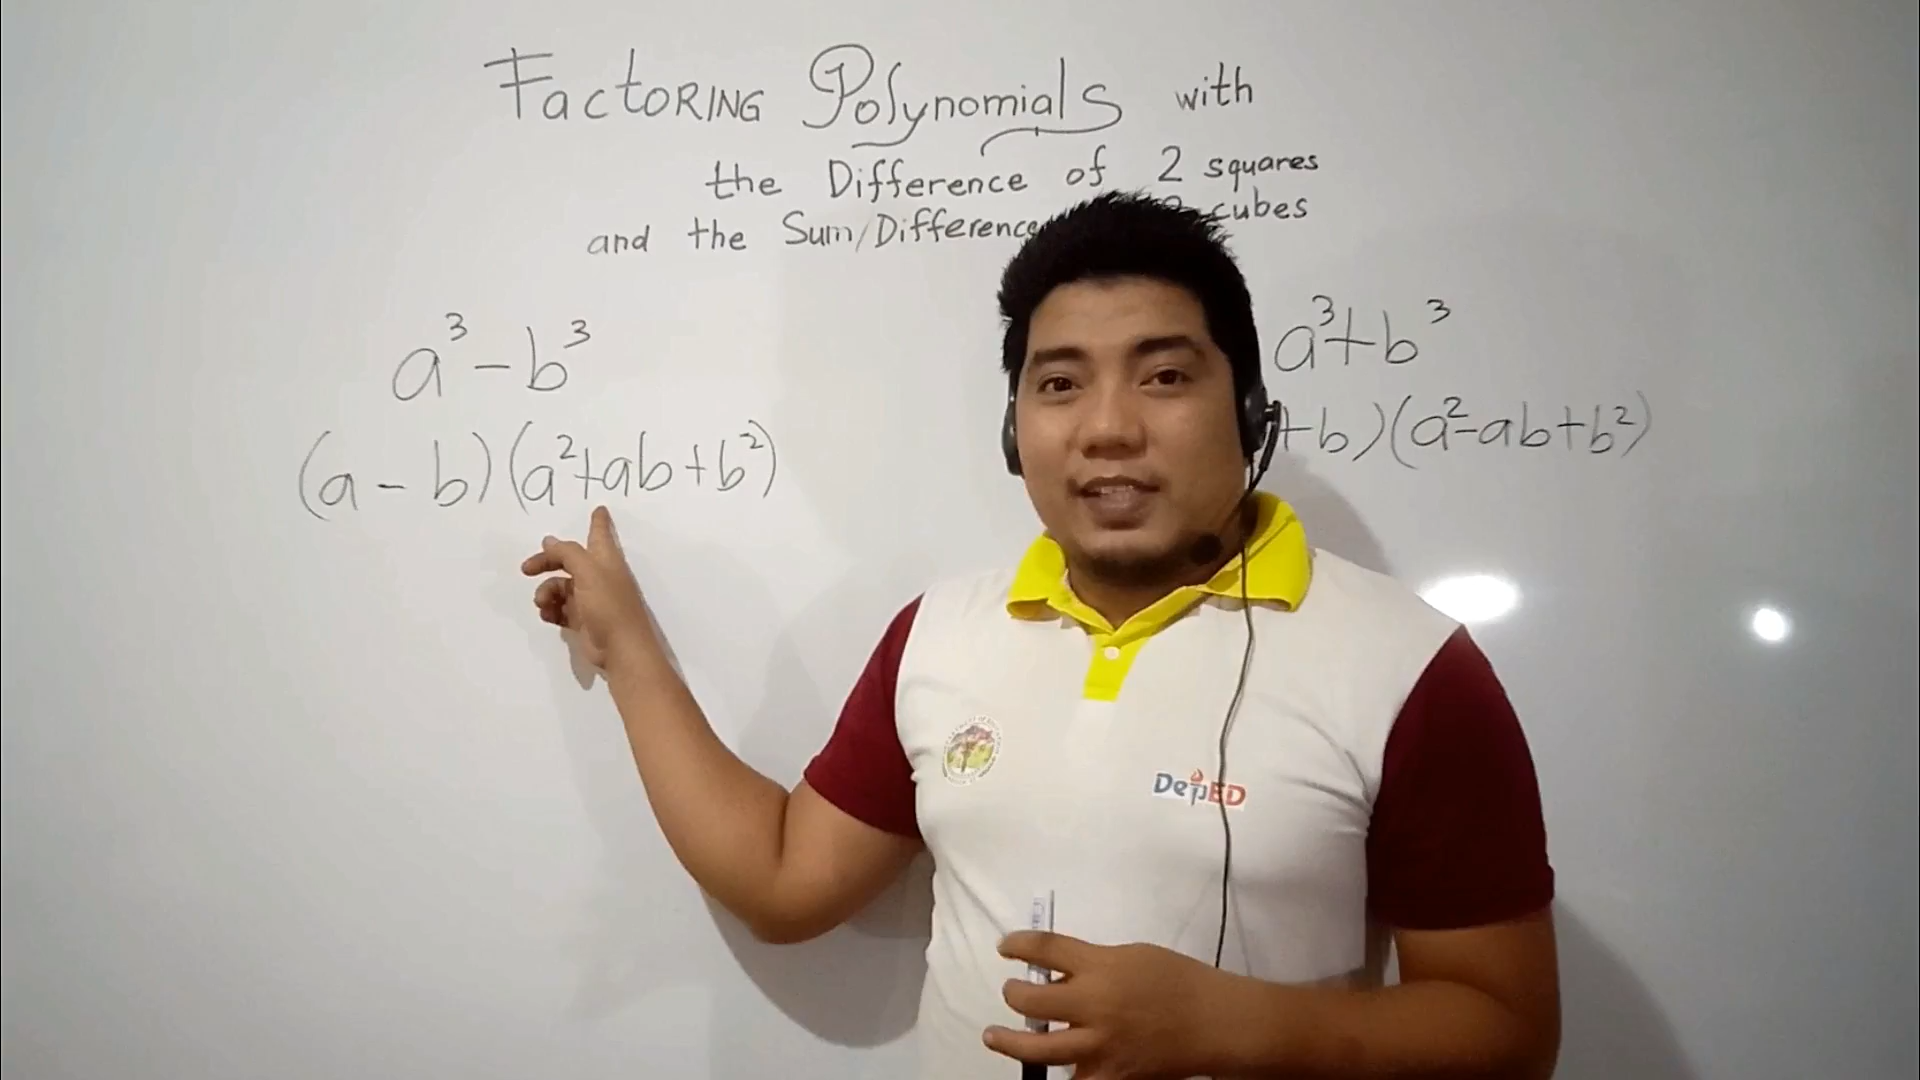 FactoRING Polynomials with
the Difference of 2 squares
and the Sum/Difference cubes
a³-b³
(a-b)(a²+ab+b²)
a³+b³
+b)(a²-ab+b²)
DepED